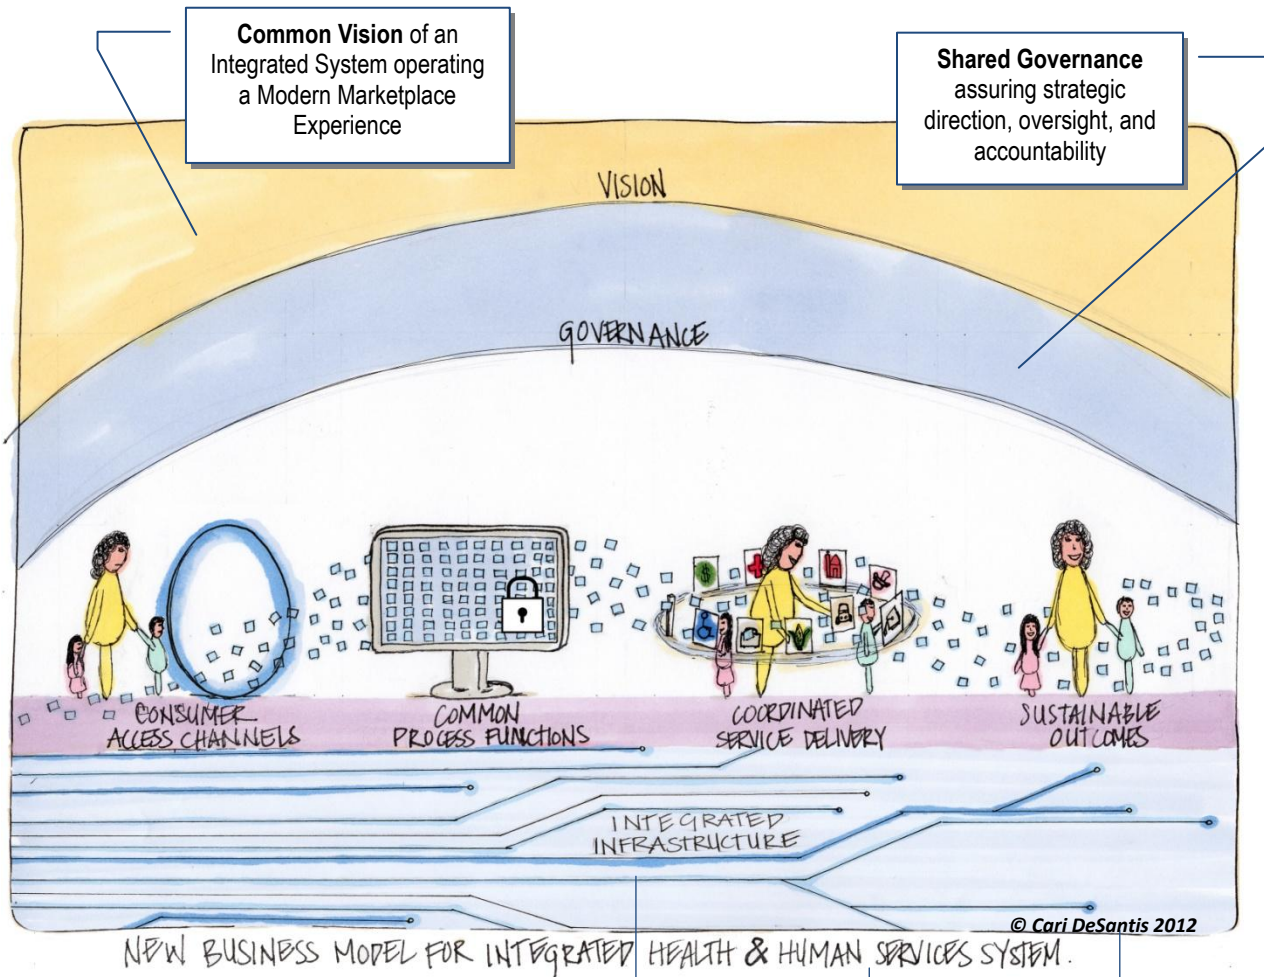 Common Vision of an
Integrated System operating
a Modern Marketplace
Experience
Shared Governance
assuring strategic
direction, oversight, and
accountability
VISION
GOVERNANCE
$
CONSUMER
ACCESS CHANNELS
COMMON
PROCESS FUNCTIONS
COORDINATED
SERVICE DELIVERY
SUSTAINABLE
OUTCOMES
INTEGRATED
INFRASTRUCTURE
© Cari DeSantis 2012
NEW BUSINESS MODEL FOR INTEGRATED HEALTH & HUMAN SERVICES SYSTEM.